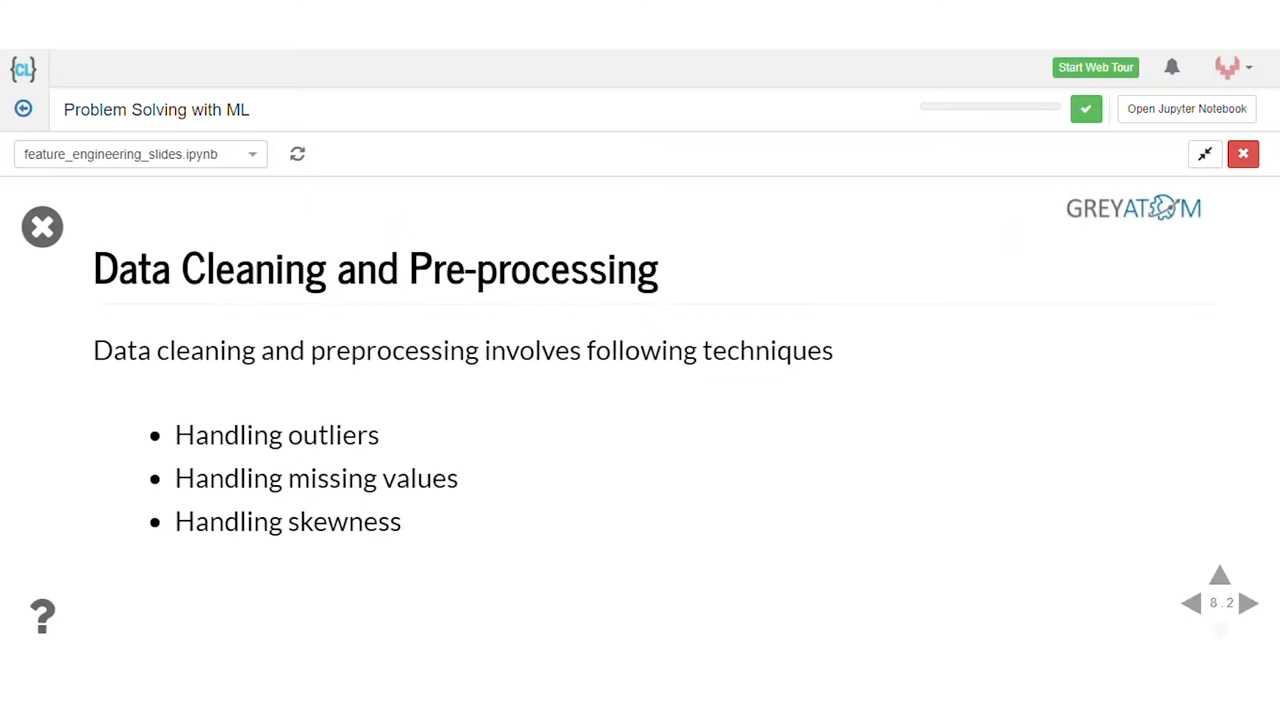 {CL}
Start Web Tour
Problem Solving with ML
Open Jupyter Notebook
feature_engineering_slides.ipynb
GREYATOM
Data Cleaning and Pre-processing
Data cleaning and preprocessing involves following techniques
• Handling outliers
• Handling missing values
• Handling skewness
8.2
?